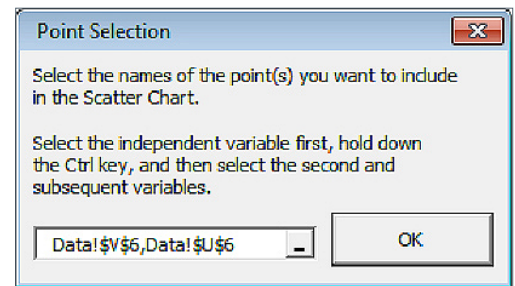 Point Selection
Select the names of the point(s) you want to include
in the Scatter Chart.
Select the independent variable first, hold down
the Ctrl key, and then select the second and
subsequent variables.
Data!$V$6,Data!$U$6
OK